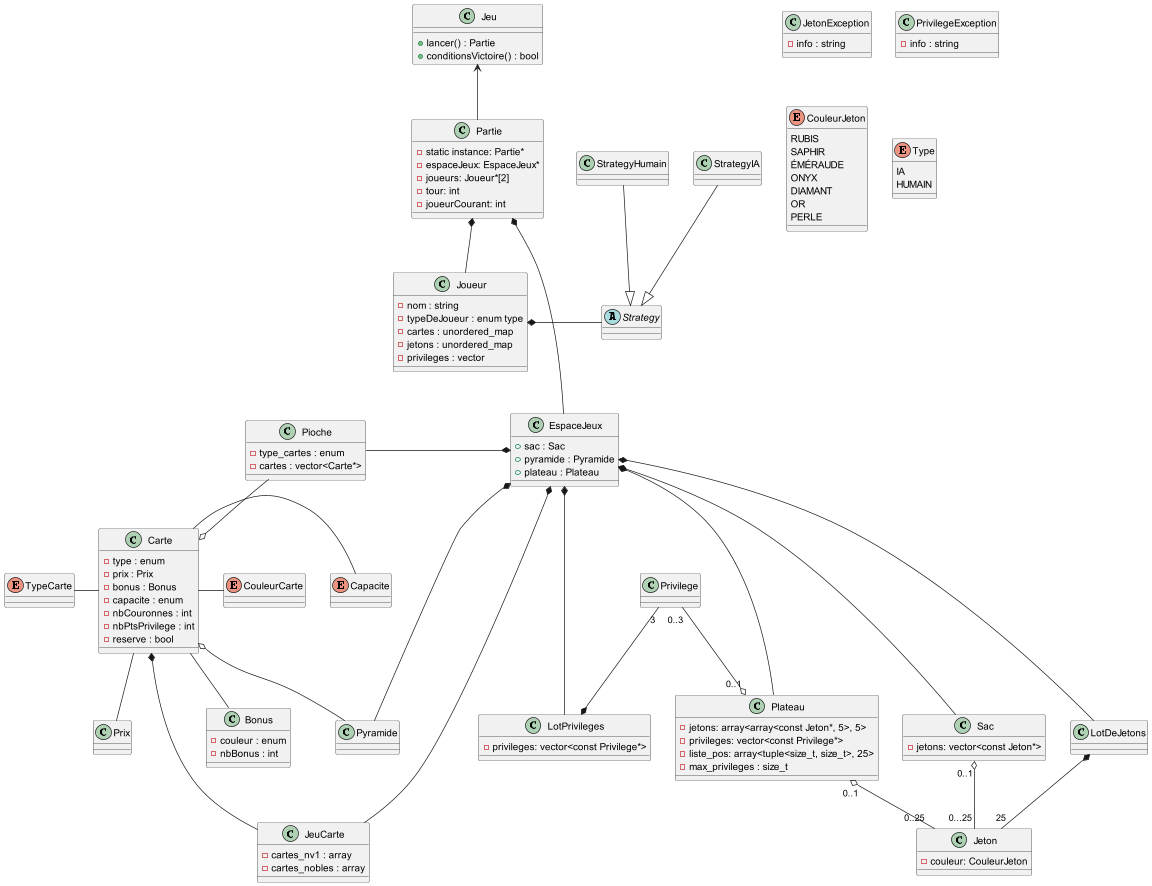 C Jeu
lancer() : Partie
conditionsVictoire() : bool
C JetonException
info : string
C PrivilegeException
info : string
C Partie
static instance: Partie*
espaceJeux: EspaceJeux*
joueurs: Joueur*[2]
tour: int
joueurCourant: int
C StrategyHumain
C StrategyIA
E CouleurJeton
RUBIS
SAPHIR
ÉMÉRAUDE
ONYX
DIAMANT
OR
PERLE
E Type
IA
HUMAIN
C Joueur
nom : string
typeDeJoueur : enum type
cartes : unordered_map
jetons : unordered_map
privileges : vector
A Strategy
C Pioche
type_cartes : enum
cartes : vector<Carte*>
C EspaceJeux
sac : Sac
pyramide : Pyramide
plateau : Plateau
E TypeCarte
C Carte
type : enum
prix : Prix
bonus : Bonus
capacite : enum
nbCouronnes : int
nbPtsPrivilege : int
reserve : bool
E CouleurCarte
E Capacite
C Privilege
3
0..3
0..1
C Prix
C Bonus
couleur : enum
nbBonus : int
C Pyramide
C LotPrivileges
privileges: vector<const Privilege*>
C Plateau
jetons: array<array<const Jeton*, 5>, 5>
privileges: vector<const Privilege*>
liste_pos: array<tuple<size_t, size_t>, 25>
max_privileges : size_t
C Sac
jetons: vector<const Jeton*>
C LotDeJetons
0..1
0..1
0..25
0...25
25
C JeuCarte
cartes_nv1 : array
cartes_nobles : array
C Jeton
couleur: CouleurJeton